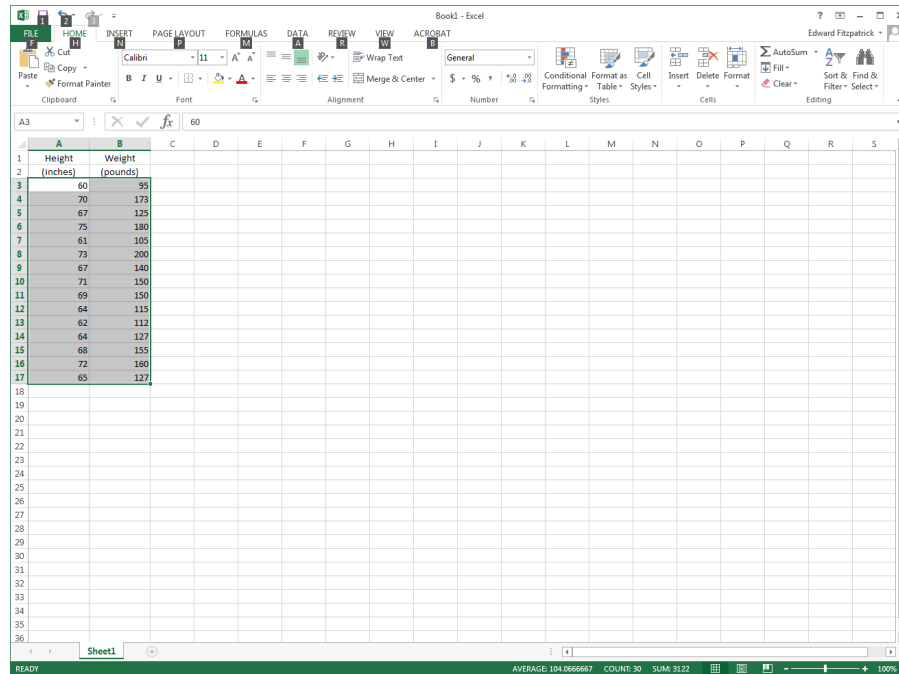 Book1 - Excel
1 2 3
FILE HOME INSERT PAGE LAYOUT FORMULAS DATA REVIEW VIEW ACROBAT Edward Fitzpatrick
F H N P M A R W B
Cut
Copy
Format Painter
Paste
Clipboard
Calibri 11
B I U
Font
Wrap Text
Merge & Center
Alignment
General
$ % ,
Number
Conditional Formatting
Format as Table
Cell Styles
Styles
Insert Delete Format
Cells
AutoSum
Fill
Clear
Sort & Filter
Find & Select
Editing
A3 fx 60
A B C D E F G H I J K L M N O P Q R S
1 Height Weight
2 (inches) (pounds)
3 60 95
4 70 173
5 67 125
6 75 180
7 61 105
8 73 200
9 67 140
10 71 150
11 69 150
12 64 115
13 62 112
14 64 127
15 68 155
16 72 160
17 65 127
18
19
20
21
22
23
24
25
26
27
28
29
30
31
32
33
34
35
36
Sheet1
READY AVERAGE: 104.0666667 COUNT: 30 SUM: 3122 100%